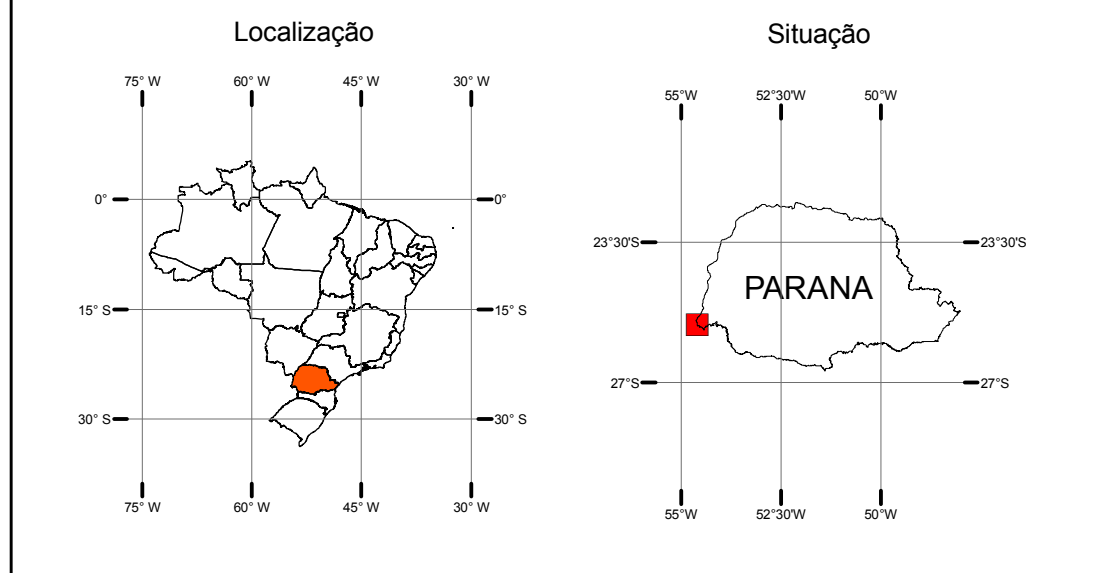 Localização
75° W 60° W 45° W 30° W
0° 0°
15° S 15° S
30° S 30° S
75° W 60° W 45° W 30° W
Situação
55°W 52°30'W 50°W
23°30'S 23°30'S
PARANA
27°S 27°S
55°W 52°30'W 50°W